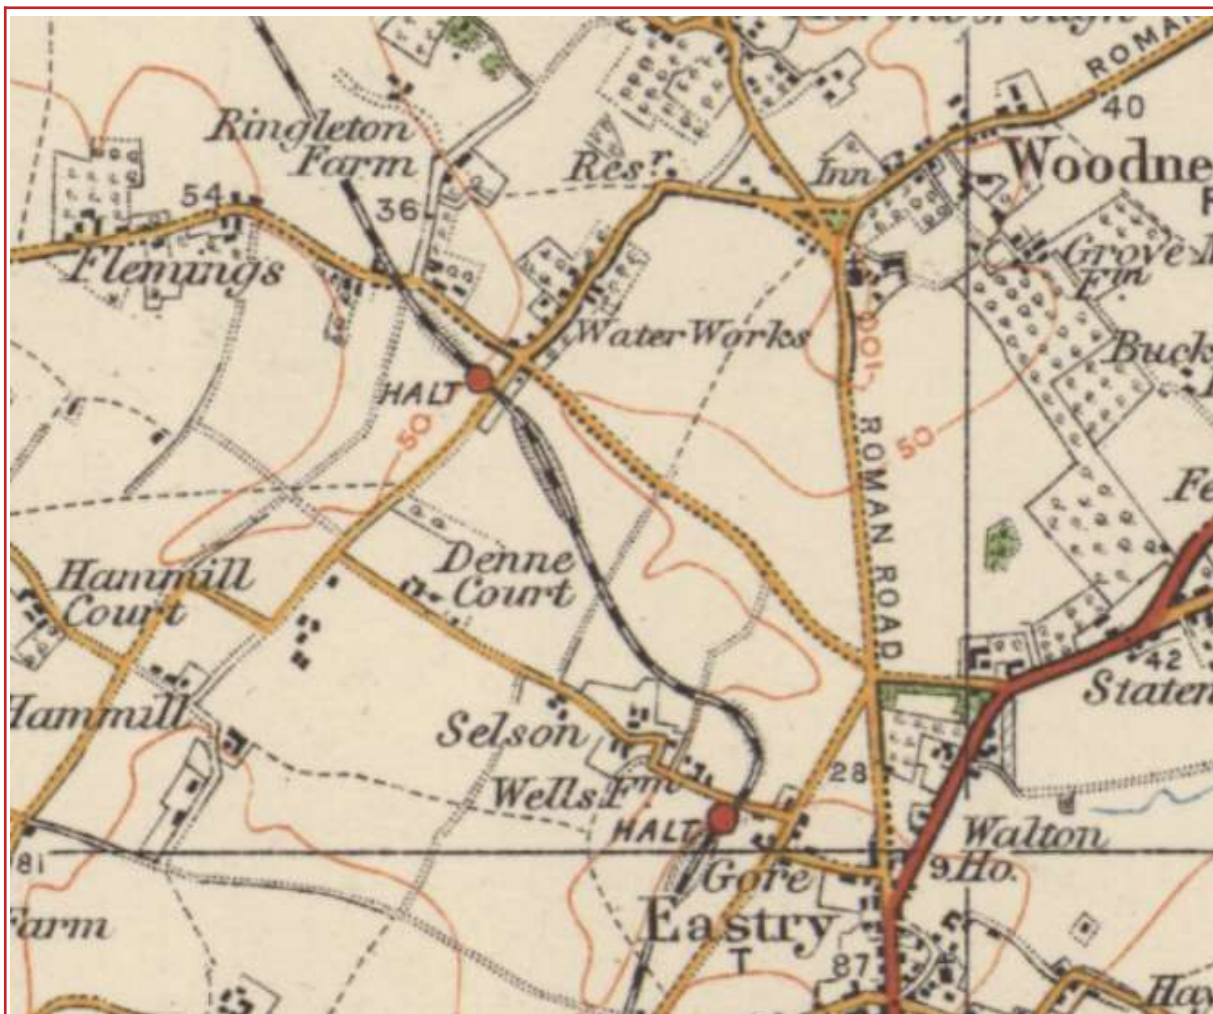 ROMAN
40
Ringleton
Farm
Res.r
Inn
Woodne
54
36
Flemings
Grove
Fm
Water Works
100
Buck
HALT
50
ROMAN ROAD
50
Fe
Denne
Court
Hammill
Court
42
Staten
Hammill
Selson
28
Wells Fm
HALT
Walton
Ho.
9
81
Gore
Farm
Eastry
T
87
Hay